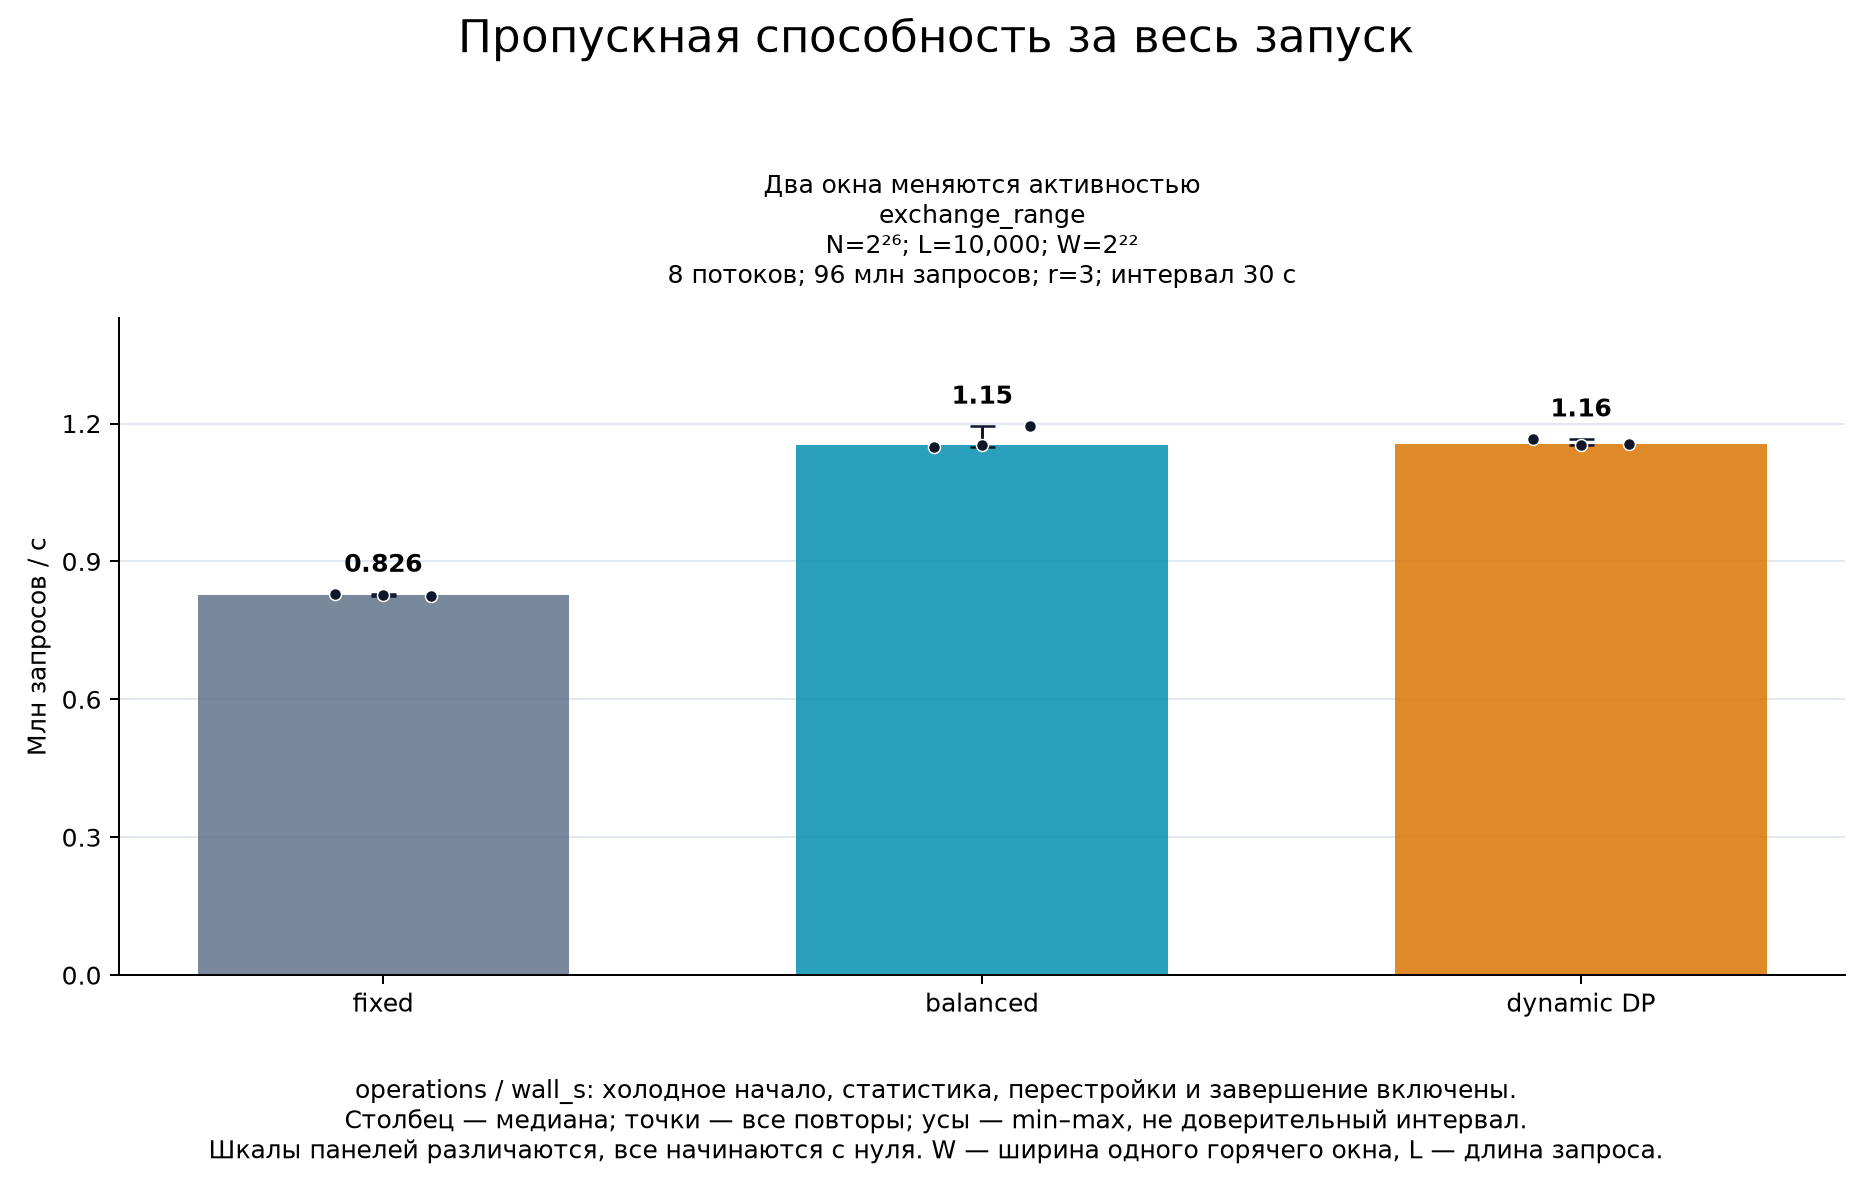 Пропускная способность за весь запуск
Два окна меняются активностью
exchange_range
N=2²⁶; L=10,000; W=2²²
8 потоков; 96 млн запросов; r=3; интервал 30 с
Млн запросов / с
1.2
0.9
0.6
0.3
0.0
0.826
1.15
1.16
fixed
balanced
dynamic DP
operations / wall_s: холодное начало, статистика, перестройки и завершение включены.
Столбец — медиана; точки — все повторы; усы — min–max, не доверительный интервал.
Шкалы панелей различаются, все начинаются с нуля. W — ширина одного горячего окна, L — длина запроса.